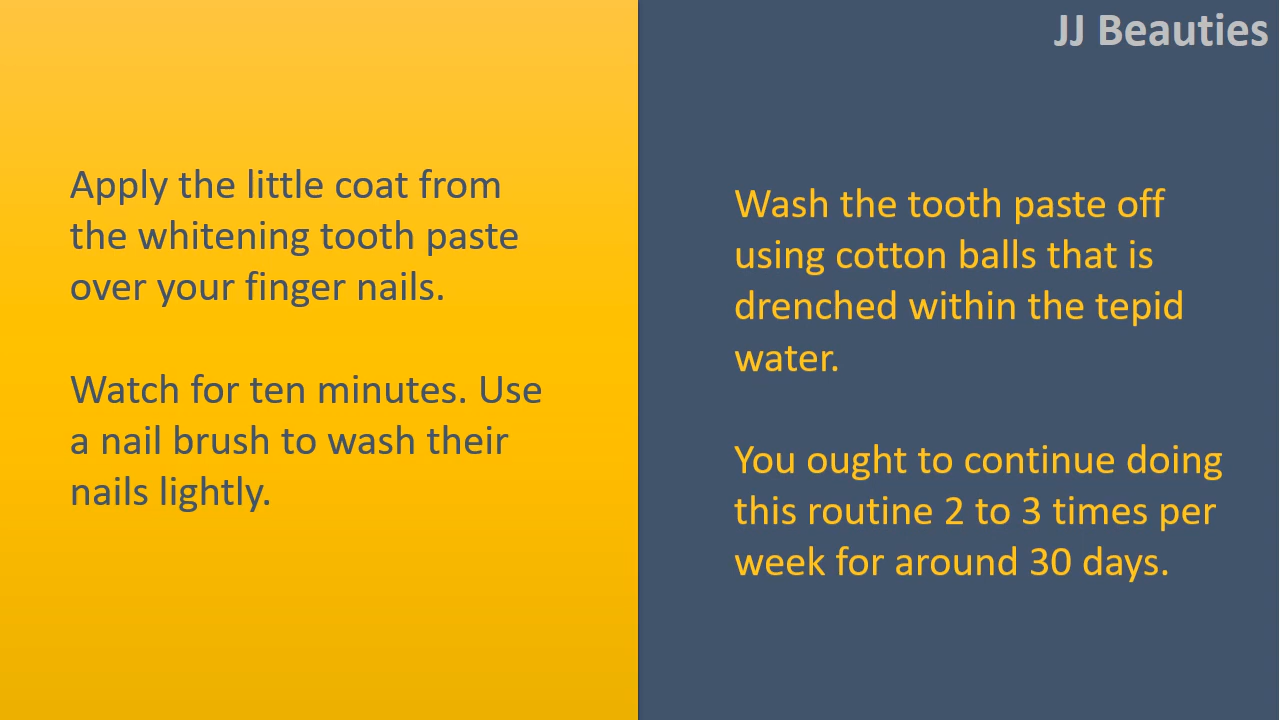 JJ Beauties
Apply the little coat from
the whitening tooth paste
over your finger nails.
Watch for ten minutes. Use
a nail brush to wash their
nails lightly.
Wash the tooth paste off
using cotton balls that is
drenched within the tepid
water.
You ought to continue doing
this routine 2 to 3 times per
week for around 30 days.